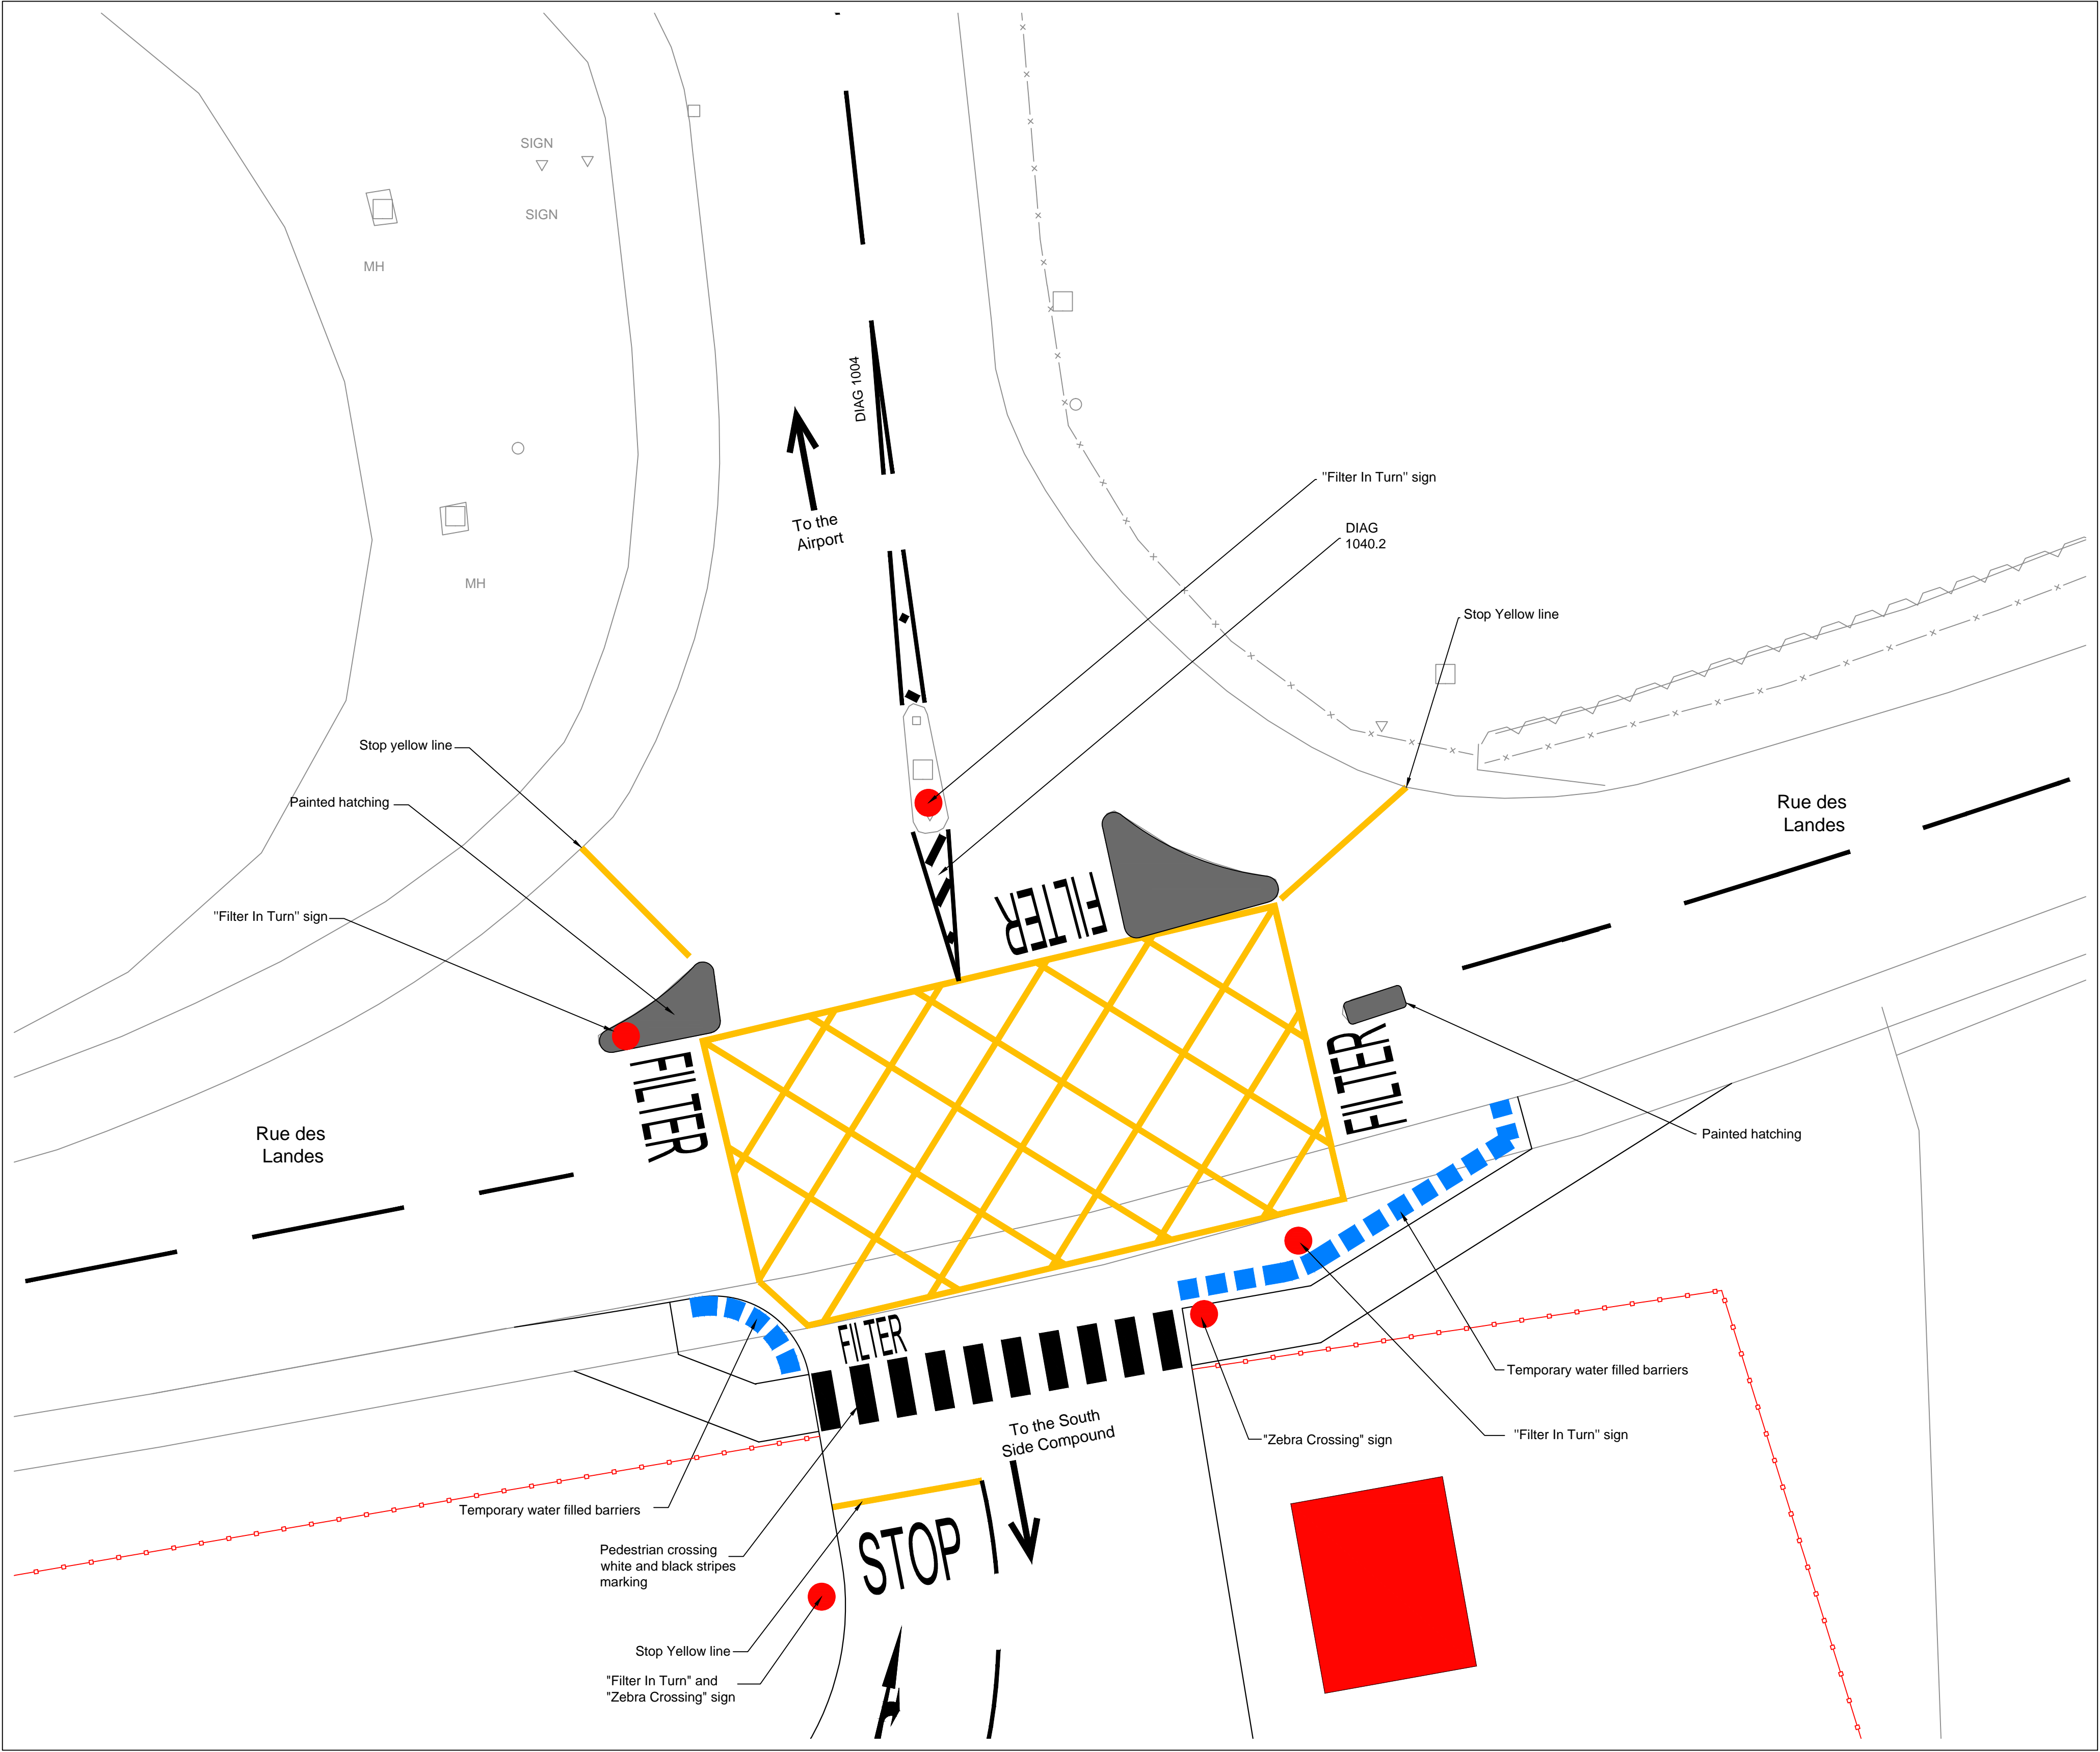 SIGN
SIGN
MH
DIAG 1004
To the
Airport
"Filter In Turn" sign
DIAG
1040.2
MH
Stop Yellow line
Stop yellow line
Painted hatching
Rue des
Landes
"Filter In Turn" sign
FILTER
FILTER
FILTER
Rue des
Landes
Painted hatching
FILTER
Temporary water filled barriers
To the South
Side Compound
"Zebra Crossing" sign
"Filter In Turn" sign
Temporary water filled barriers
Pedestrian crossing
white and black stripes
marking
STOP
Stop Yellow line
"Filter In Turn" and
"Zebra Crossing" sign